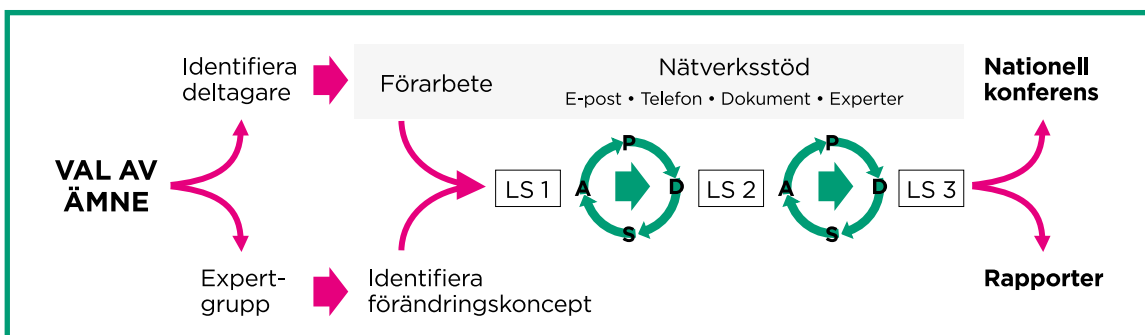 VAL AV
ÄMNE
Identifiera
deltagare
Förarbete
Nätverksstöd
E-post • Telefon • Dokument • Experter
Expert-
grupp
Identifiera
förändringskoncept
LS 1
P
A
D
S
LS 2
P
A
D
S
LS 3
Nationell
konferens
Rapporter